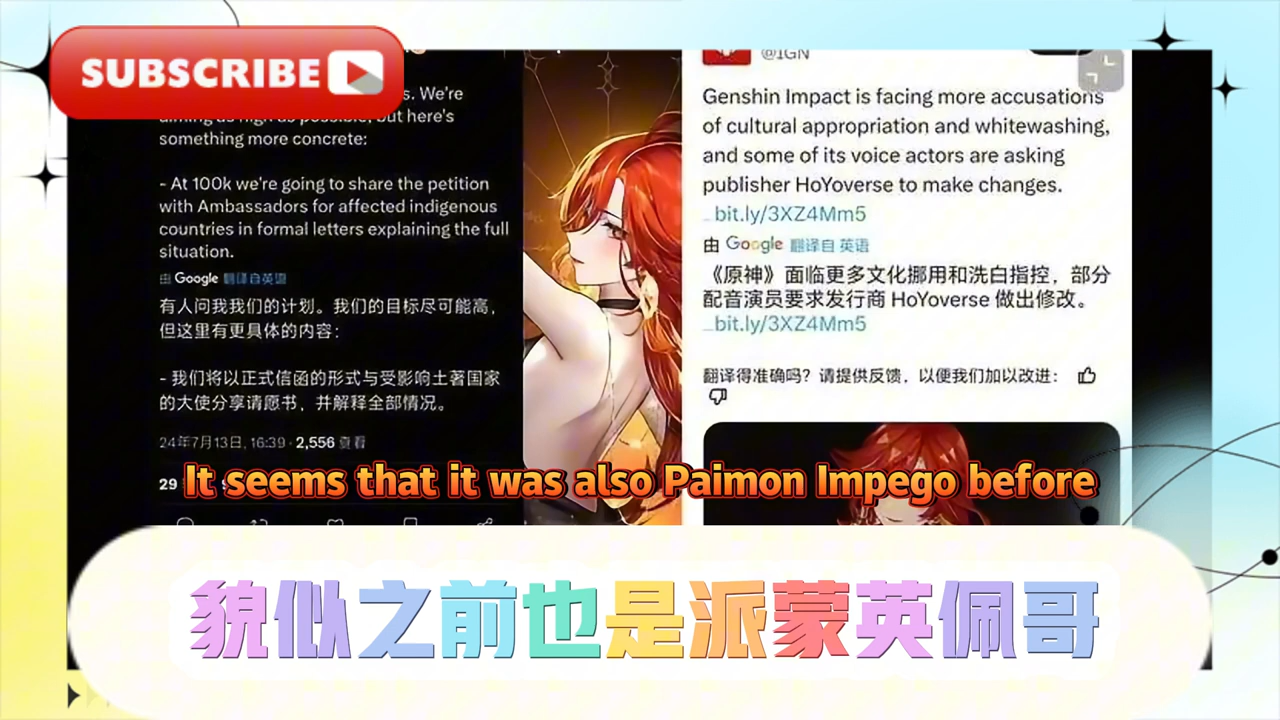 SUBSCRIBE
s. We're
aiming as high as possible, but here's
something more concrete:
- At 100k we're going to share the petition
with Ambassadors for affected indigenous
countries in formal letters explaining the full
situation.
由 Google 翻译自英语
有人问我我们的计划。我们的目标尽可能高，
但这里有更具体的内容：
- 我们将以正式信函的形式与受影响土著国家
的大使分享请愿书，并解释全部情况。
24年7月13日, 16:39 · 2,556 查看
29
@IGN
Genshin Impact is facing more accusations
of cultural appropriation and whitewashing,
and some of its voice actors are asking
publisher HoYoverse to make changes.
bit.ly/3XZ4Mm5
由 Google 翻译自 英语
《原神》面临更多文化挪用和洗白指控，部分
配音演员要求发行商 HoYoverse 做出修改。
bit.ly/3XZ4Mm5
翻译得准确吗？请提供反馈，以便我们加以改进：
It seems that it was also Paimon Impego before
貌似之前也是派蒙英佩哥